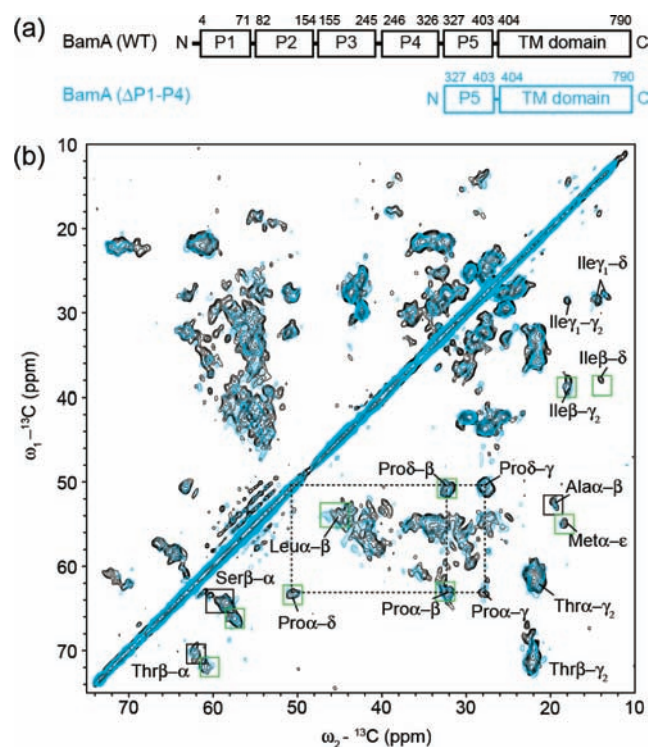 (a)
4 71 82 154 155 245 246 326 327 403 404 790
BamA (WT) N P1 P2 P3 P4 P5 TM domain C
327 403 404 790
BamA (ΔP1-P4) N P5 TM domain C
(b)
10
20
Ileγ₁–δ
30
Ileγ₁–γ₂
Ileβ–δ
40
Ileβ–γ₂
Proδ–β Proδ–γ
50
Alaα–β
Leuα–β
Metα–ε
60
Serβ–α
Proα–δ Proα–β Proα–γ Thrα–γ₂
70
Thrβ–α
Thrβ–γ₂
70 60 50 40 30 20 10
ω₁-¹³C (ppm)
ω₂-¹³C (ppm)